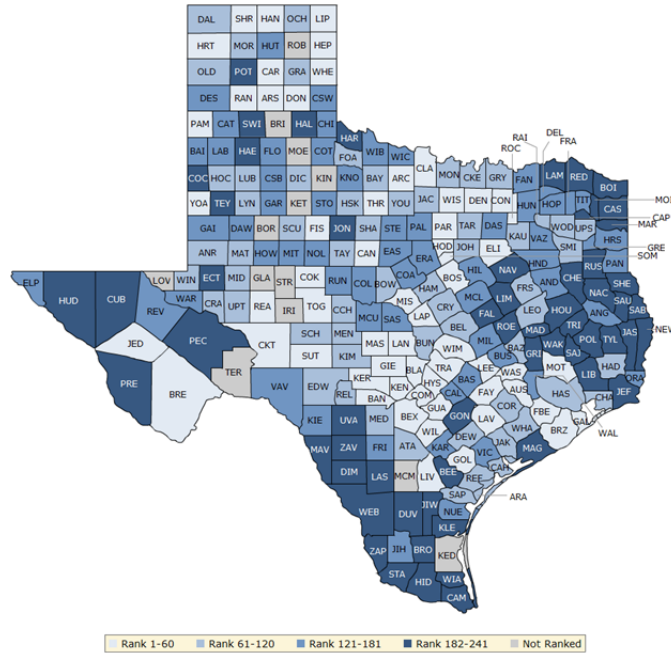 DAL SHR HAN OCH LIP
HRT MOR HUT ROB HEP
OLD POT CAR GRA WHE
DES RAN ARS DON CSW
PAM CAT SWI BRI HAL CHI
HAR
BAI LAB HAE FLO MOE COT FOA WIB WIC
RAI DEL FRA
ROC
COC HOC LUB CSB DIC KIN KNO BAY ARC CLA MON CKE GRY FAN LAM RED BOI
YOA TEY LYN GAR KET STO HSK THR YOU JAC WIS DEN CON HUN HOP TIT CAS
CAP
MAR
GAI DAW BOR SCU FIS JON SHA STE PAL PAR TAR DAS KAU VAZ WOD UPS HRS
GRE
SOM
ANR MAT HOW MIT NOL TAY CAN EAS ERA HOD JOH ELI SMI PAN
ELP HUD CUB LOV WIN ECT MID GLA STR COK RUN COL BOW COA HAM BOS HIL NAV HND AND CHE RUS SHE
REV WAR CRA UPT REA IRI TOG CCH MCU SAS MIS LAP CRY MCL FAL LIM FRS LEO HOU NAC SAU SAB
ANG
NEW
JED PEC CKT SCH MEN MAS LAN BUN BEL MIL ROE MAD TRI POL TYL JAS
TER SUT KIM GIE BLA WIM BUS BAZ GRI WAK SAJ LIB HAD ORA
PRE BRE VAV EDW REL KER KEN TRA LEE WAS MOT HAS CHA JEF
BAN COM HYS BAS CAL FAY AUS FBE GAL
WAL
KIE UVA MED BEX GUA WIL GON LAV COR WHA BRZ
MAV ZAV FRI ATA KAR DEW JAK MAG
DIM LAS MCM LIV BEE GOL VIC CAH
REF
SAP ARA
WEB DUV JIW NUE
KLE
ZAP JIH BRO KED
STA HID WIA
CAM
Rank 1-60 Rank 61-120 Rank 121-181 Rank 182-241 Not Ranked